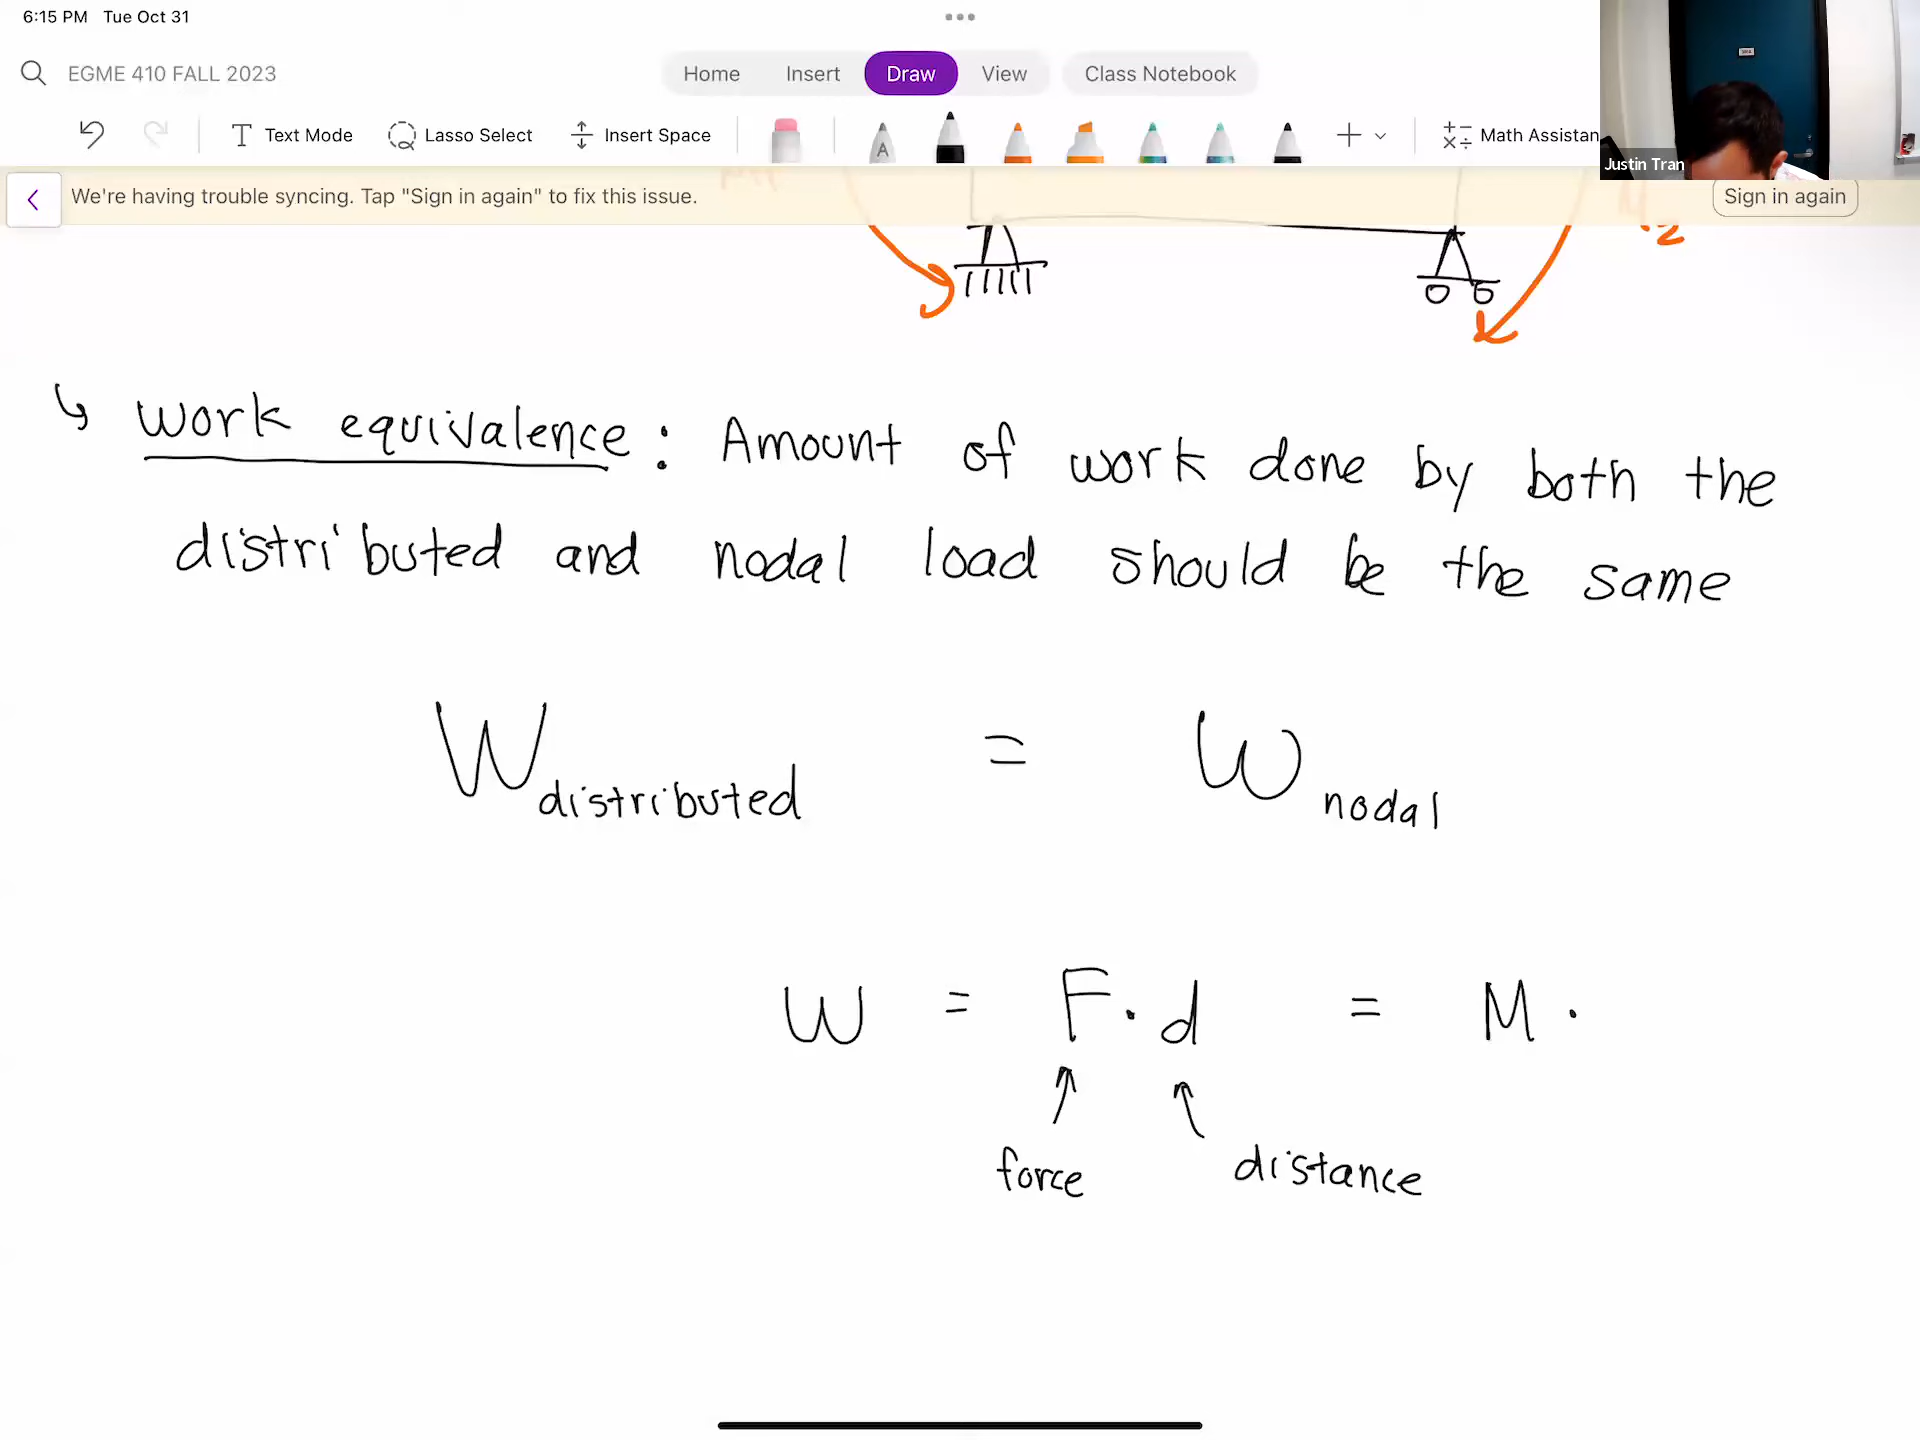 6:15 PM Tue Oct 31
EGME 410 FALL 2023
Home Insert Draw View Class Notebook
Text Mode Lasso Select Insert Space A Math Assistan
Justin Tran
We're having trouble syncing. Tap "Sign in again" to fix this issue. Sign in again
work equivalence: Amount of work done by both the
distributed and nodal load should be the same
W distributed = W nodal
W = F · d = M ·
force distance